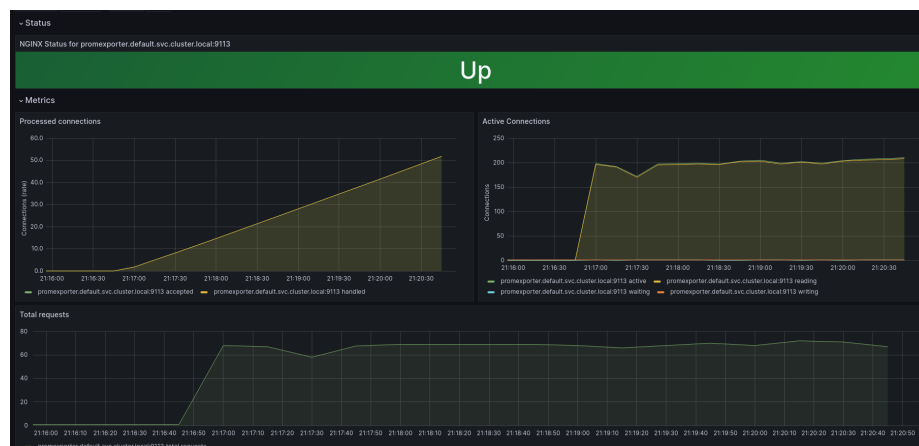 Status
NGINX Status for promexporter.default.svc.cluster.local:9113
Up
Metrics
Processed connections
60.0
50.0
40.0
30.0
20.0
10.0
0.0
Connections (rate)
21:16:00 21:16:30 21:17:00 21:17:30 21:18:00 21:18:30 21:19:00 21:19:30 21:20:00 21:20:30
promexporter.default.svc.cluster.local:9113 accepted promexporter.default.svc.cluster.local:9113 handled
Active Connections
250
200
150
100
50
0
Connections
21:16:00 21:16:30 21:17:00 21:17:30 21:18:00 21:18:30 21:19:00 21:19:30 21:20:00 21:20:30
promexporter.default.svc.cluster.local:9113 active promexporter.default.svc.cluster.local:9113 reading
promexporter.default.svc.cluster.local:9113 waiting promexporter.default.svc.cluster.local:9113 writing
Total requests
80
60
40
20
0
21:16:00 21:16:10 21:16:20 21:16:30 21:16:40 21:16:50 21:17:00 21:17:10 21:17:20 21:17:30 21:17:40 21:17:50 21:18:00 21:18:10 21:18:20 21:18:30 21:18:40 21:18:50 21:19:00 21:19:10 21:19:20 21:19:30 21:19:40 21:19:50 21:20:00 21:20:10 21:20:20 21:20:30 21:20:40 21:20:50
promexporter.default.svc.cluster.local:9113 total requests